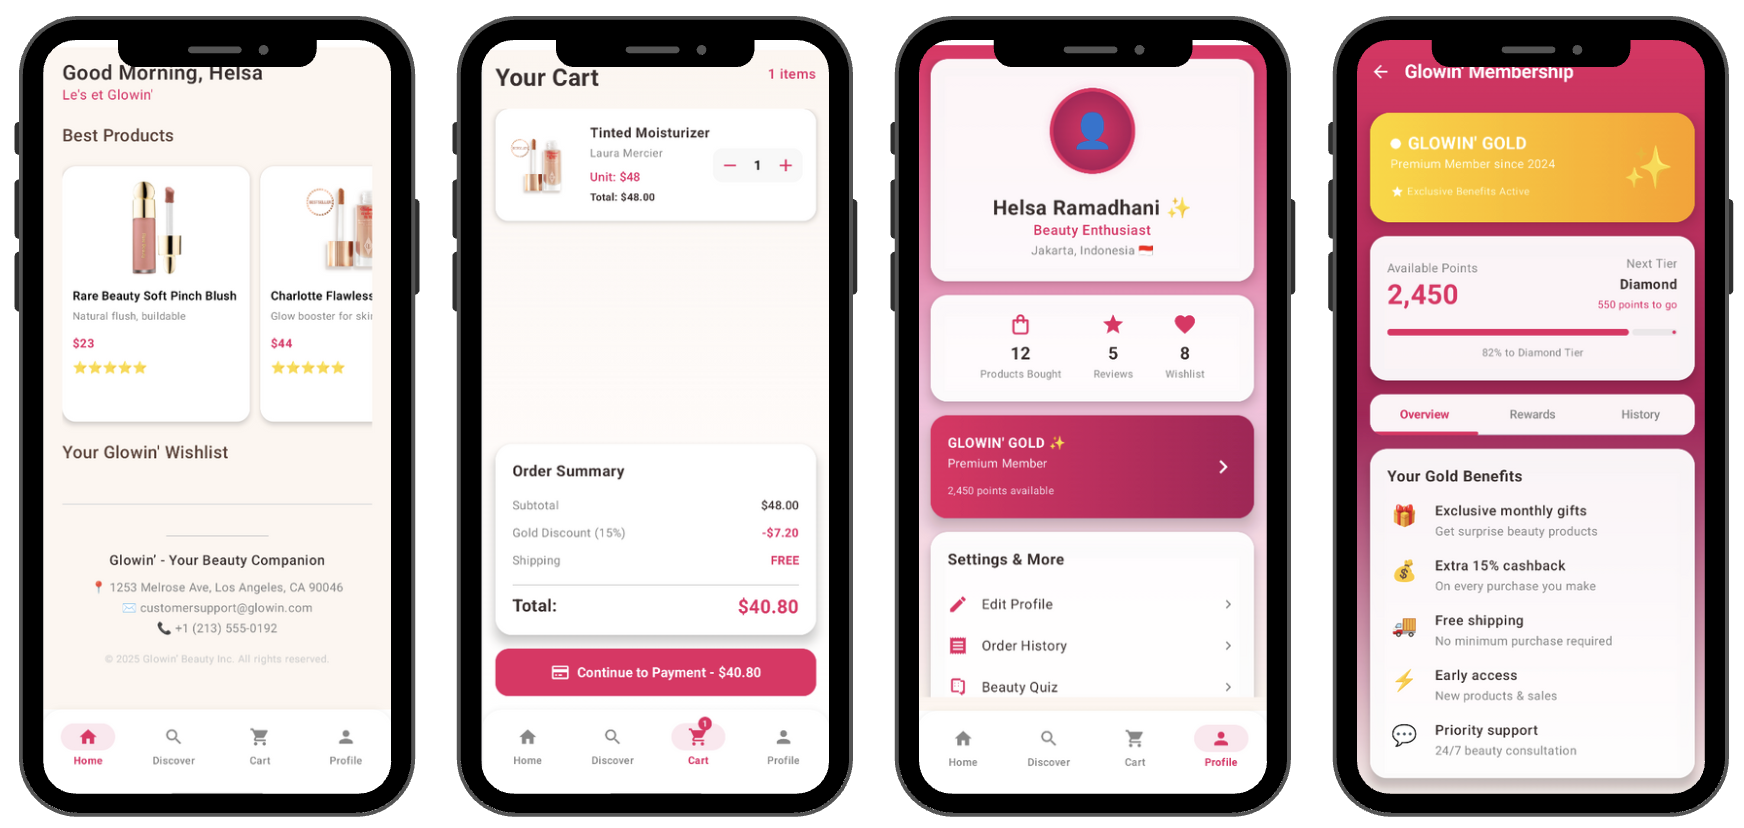 Good Morning, Helsa
Le's et Glowin'
Best Products
Rare Beauty Soft Pinch Blush
Natural flush, buildable
$23
Charlotte Flawless
Glow booster for skin
$44
Your Glowin' Wishlist
Glowin' - Your Beauty Companion
1253 Melrose Ave, Los Angeles, CA 90046
customersupport@glowin.com
+1 (213) 555-0192
© 2025 Glowin' Beauty Inc. All rights reserved.
Home
Discover
Cart
Profile
Your Cart
1 items
Tinted Moisturizer
Laura Mercier
Unit: $48
Total: $48.00
1
Order Summary
Subtotal
$48.00
Gold Discount (15%)
-$7.20
Shipping
FREE
Total:
$40.80
Continue to Payment - $40.80
Home
Discover
1
Cart
Profile
Helsa Ramadhani
Beauty Enthusiast
Jakarta, Indonesia
12
Products Bought
5
Reviews
8
Wishlist
GLOWIN' GOLD
Premium Member
2,450 points available
Settings & More
Edit Profile
Order History
Beauty Quiz
Home
Discover
Cart
Profile
Glowin' Membership
GLOWIN' GOLD
Premium Member since 2024
Exclusive Benefits Active
Available Points
2,450
Next Tier
Diamond
550 points to go
82% to Diamond Tier
Overview
Rewards
History
Your Gold Benefits
Exclusive monthly gifts
Get surprise beauty products
Extra 15% cashback
On every purchase you make
Free shipping
No minimum purchase required
Early access
New products & sales
Priority support
24/7 beauty consultation